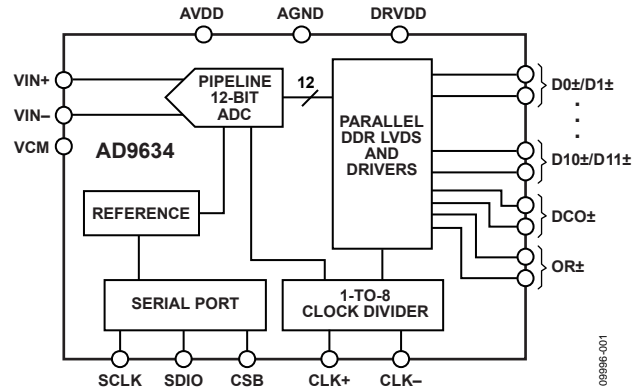 AVDD AGND DRVDD
VIN+
VIN–
VCM
AD9634
PIPELINE
12-BIT
ADC
12
PARALLEL
DDR LVDS
AND
DRIVERS
D0±/D1±
.
.
.
D10±/D11±
DCO±
OR±
REFERENCE
SERIAL PORT
1-TO-8
CLOCK DIVIDER
SCLK SDIO CSB CLK+ CLK–
09996-001